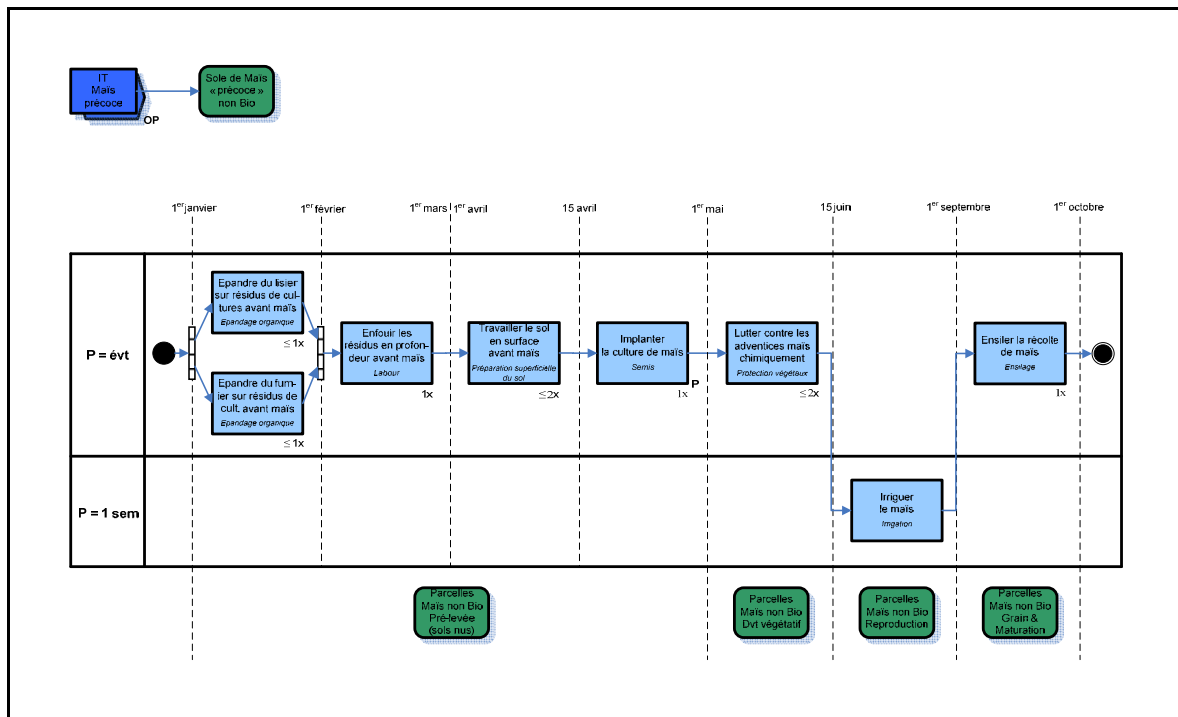 IT
Maïs
précoce
OP
Sole de Maïs
« précoce »
non Bio
1er janvier
1er février
1er mars
1er avril
15 avril
1er mai
15 juin
1er septembre
1er octobre
P = évt
Epandre du lisier
sur résidus de cul-
tures avant maïs
Epandage organique
≤ 1x
Epandre du fum-
ier sur résidus de
cult. avant maïs
Epandage organique
≤ 1x
Enfouir les
résidus en profon-
deur avant maïs
Labour
1x
Travailler le sol
en surface
avant maïs
Préparation superficielle
du sol
≤2x
Implanter
la culture de maïs
Semis
P
1x
Lutter contre les
adventices maïs
chimiquement
Protection végétaux
≤2x
Ensiler la récolte
de maïs
Ensilage
1x
P = 1 sem
Irriguer
le maïs
Irrigation
Parcelles
Maïs non Bio
Pré-levée
(sols nus)
Parcelles
Maïs non Bio
Dvt végétatif
Parcelles
Maïs non Bio
Reproduction
Parcelles
Maïs non Bio
Grain &
Maturation